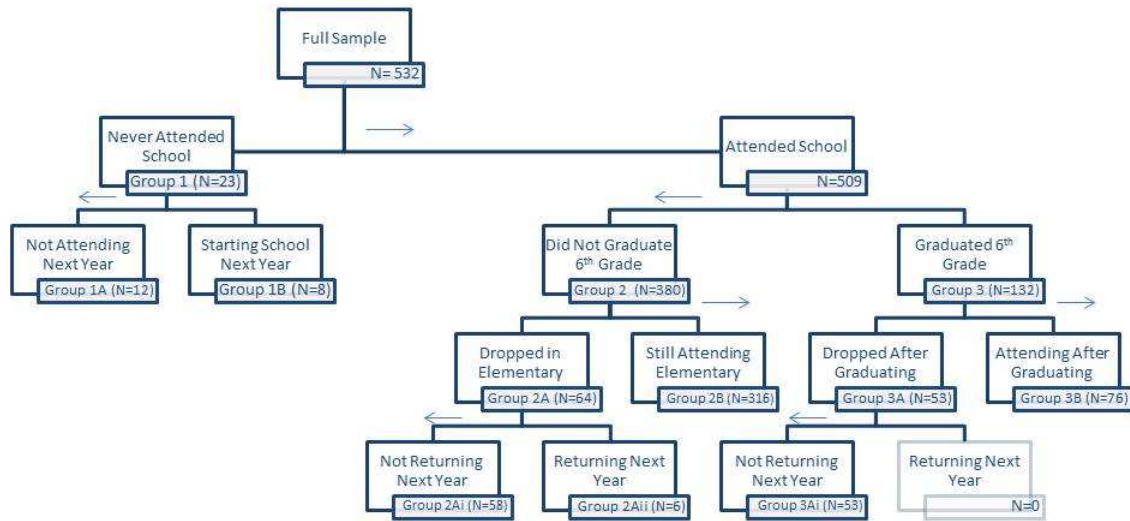 Full Sample
N= 532
Never Attended
School
Group 1 (N=23)
Attended School
N=509
Not Attending
Next Year
Group 1A (N=12)
Starting School
Next Year
Group 1B (N=8)
Did Not Graduate
6th Grade
Group 2 (N=380)
Graduated 6th
Grade
Group 3 (N=132)
Dropped in
Elementary
Group 2A (N=64)
Still Attending
Elementary
Group 2B (N=316)
Dropped After
Graduating
Group 3A (N=53)
Attending After
Graduating
Group 3B (N=76)
Not Returning
Next Year
Group 2Ai (N=58)
Returning Next
Year
Group 2Aii (N=6)
Not Returning
Next Year
Group 3Ai (N=53)
Returning Next
Year
N=0